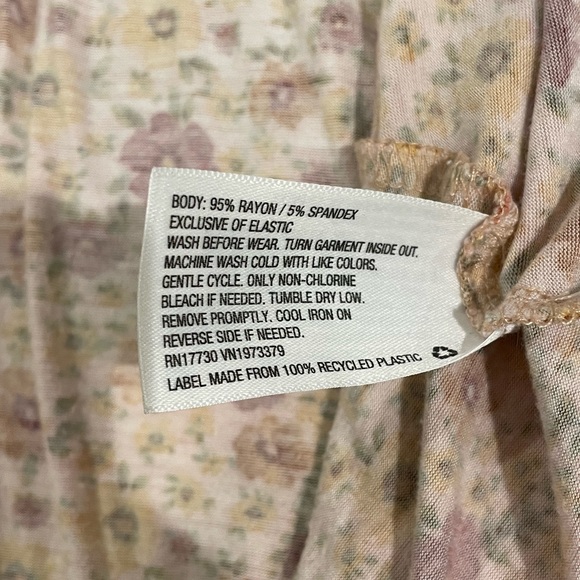 BODY: 95% RAYON / 5% SPANDEX
EXCLUSIVE OF ELASTIC
WASH BEFORE WEAR. TURN GARMENT INSIDE OUT.
MACHINE WASH COLD WITH LIKE COLORS.
GENTLE CYCLE. ONLY NON-CHLORINE
BLEACH IF NEEDED. TUMBLE DRY LOW.
REMOVE PROMPTLY. COOL IRON ON
REVERSE SIDE IF NEEDED.
RN17730 VN1973379
LABEL MADE FROM 100% RECYCLED PLASTIC